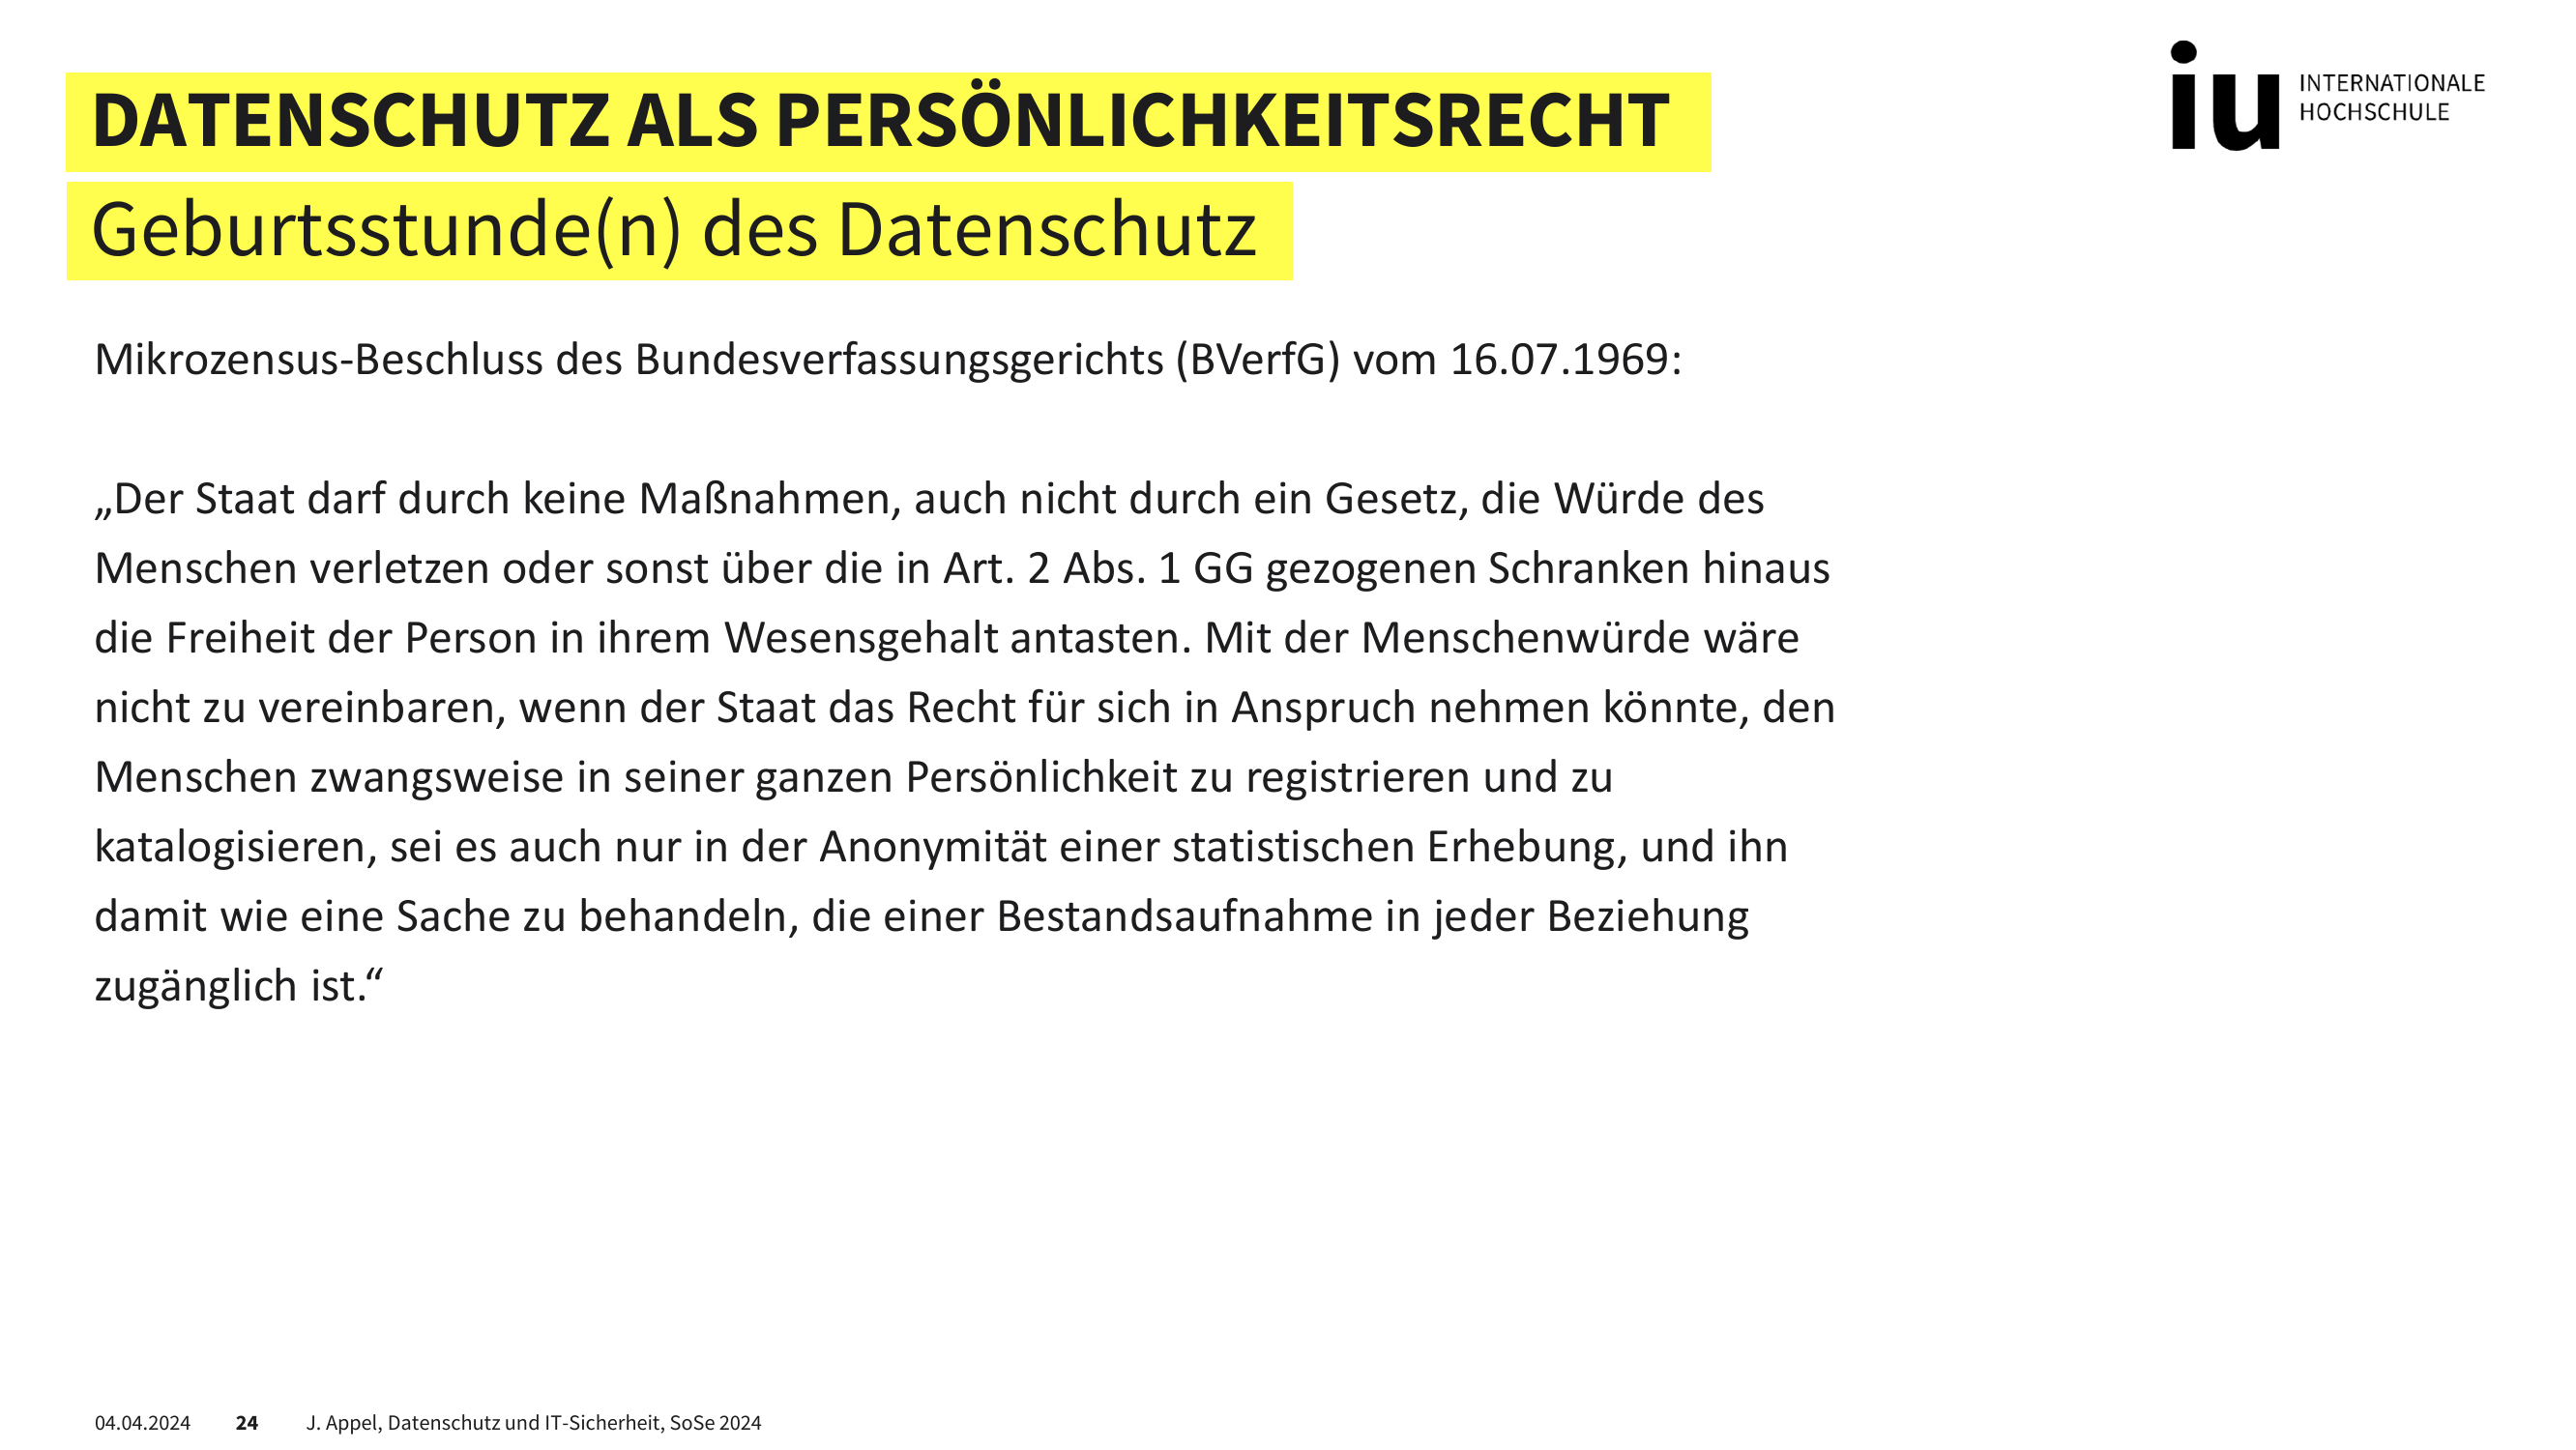 DATENSCHUTZ ALS PERSÖNLICHKEITSRECHT
Geburtsstunde(n) des Datenschutz
iu INTERNATIONALE
HOCHSCHULE
Mikrozensus-Beschluss des Bundesverfassungsgerichts (BVerfG) vom 16.07.1969:
„Der Staat darf durch keine Maßnahmen, auch nicht durch ein Gesetz, die Würde des
Menschen verletzen oder sonst über die in Art. 2 Abs. 1 GG gezogenen Schranken hinaus
die Freiheit der Person in ihrem Wesensgehalt antasten. Mit der Menschenwürde wäre
nicht zu vereinbaren, wenn der Staat das Recht für sich in Anspruch nehmen könnte, den
Menschen zwangsweise in seiner ganzen Persönlichkeit zu registrieren und zu
katalogisieren, sei es auch nur in der Anonymität einer statistischen Erhebung, und ihn
damit wie eine Sache zu behandeln, die einer Bestandsaufnahme in jeder Beziehung
zugänglich ist.“
04.04.2024 24 J. Appel, Datenschutz und IT-Sicherheit, SoSe 2024